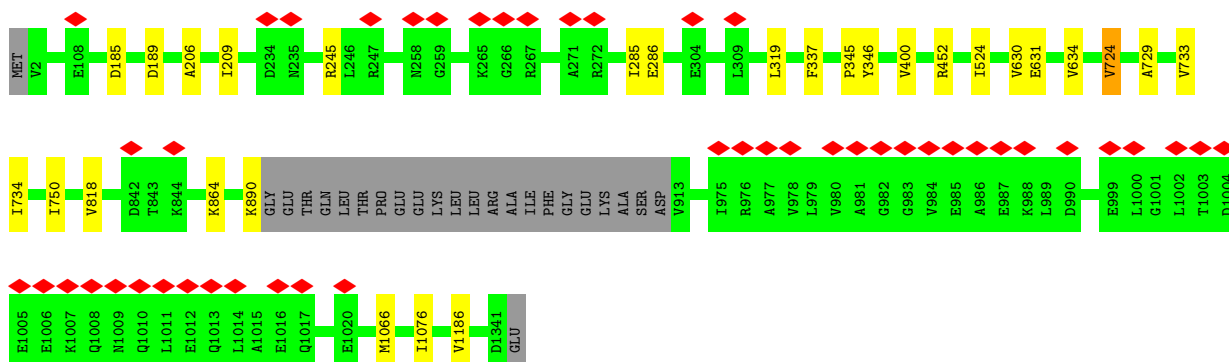 MET V2 E108 D185 D189 A206 I209 D234 N235 R245 L246 R247 N258 G259 K265 G266 R267 A271 R272 I285 E286 E304 L309 L319 F337 P345 Y346 V400 R452 I524 V630 E631 V634 V724 A729 V733
I734 I750 V818 D842 T843 K844 K864 K890 GLY GLU THR GLN LEU THR PRO GLU GLU LYS LEU LEU ARG ALA ILE PHE GLY GLU LYS ALA SER ASP V913 I975 R976 A977 V978 L979 V980 A981 G982 G983 V984 E985 A986 E987 K988 L989 D990 E999 L1000 G1001 L1002 T1003 D1004
E1005 E1006 K1007 Q1008 N1009 Q1010 L1011 E1012 Q1013 L1014 A1015 E1016 Q1017 E1020 M1066 I1076 V1186 D1341 GLU